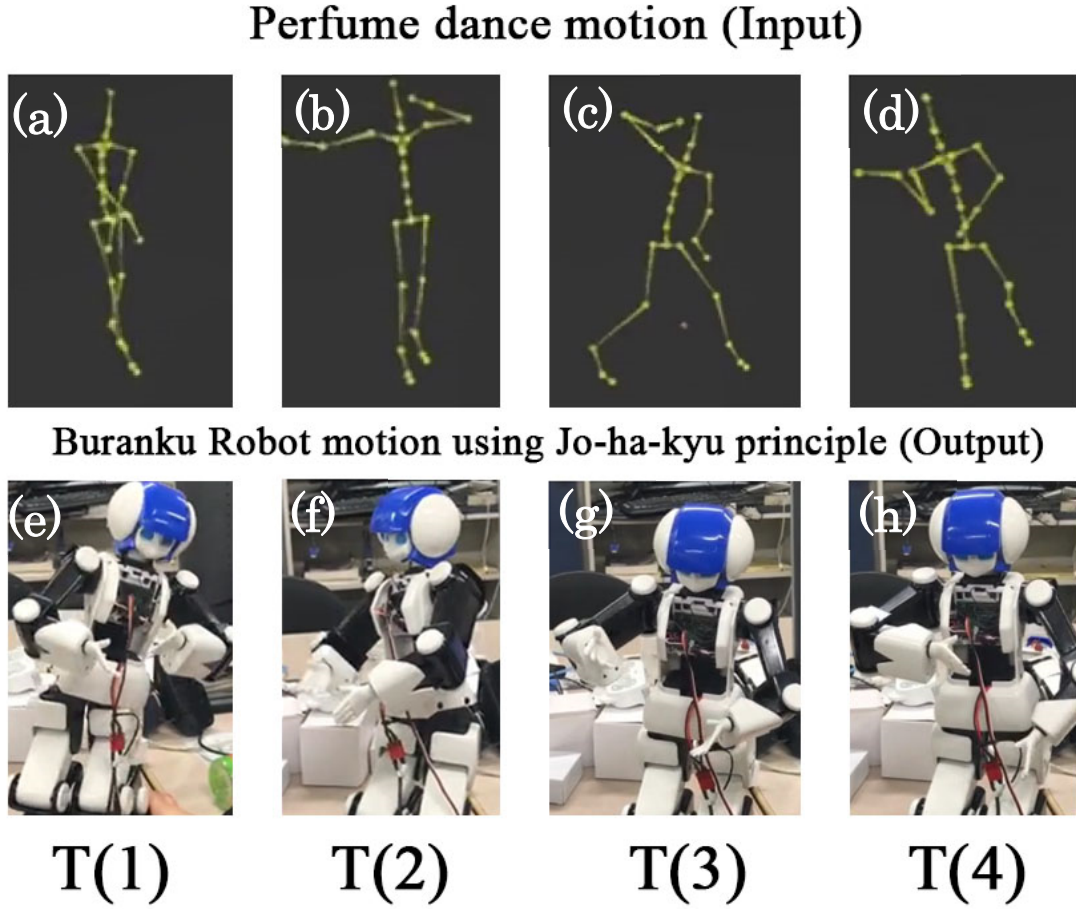 Perfume dance motion (Input)
(a) (b) (c) (d)
Buranku Robot motion using Jo-ha-kyu principle (Output)
(e) (f) (g) (h)
T(1) T(2) T(3) T(4)